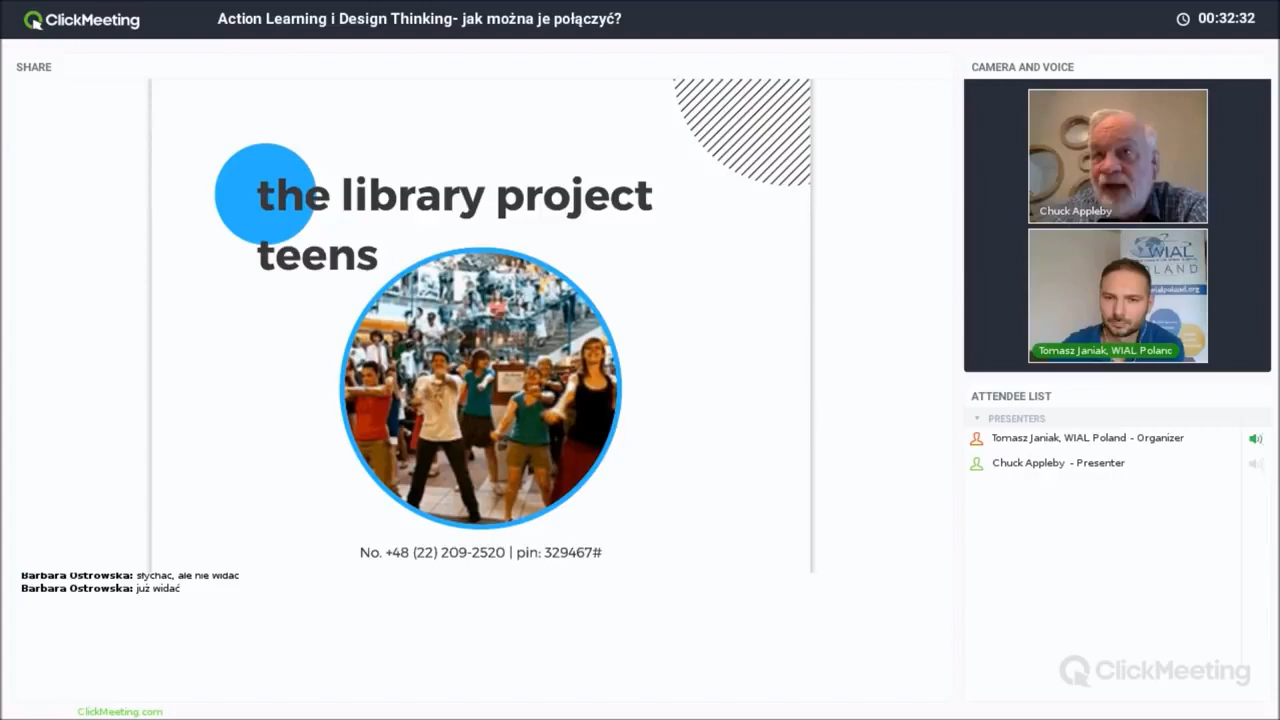 ClickMeeting
Action Learning i Design Thinking- jak można je połączyć?
00:32:32
SHARE
the library project
teens
No. +48 (22) 209-2520 | pin: 329467#
Barbara Ostrowska: słychać, ale nie widać
Barbara Ostrowska: już widać
ClickMeeting.com
CAMERA AND VOICE
Chuck Appleby
WIAL
POLAND
Tomasz Janiak, WIAL Polanc
ATTENDEE LIST
PRESENTERS
Tomasz Janiak, WIAL Poland - Organizer
Chuck Appleby - Presenter
ClickMeeting